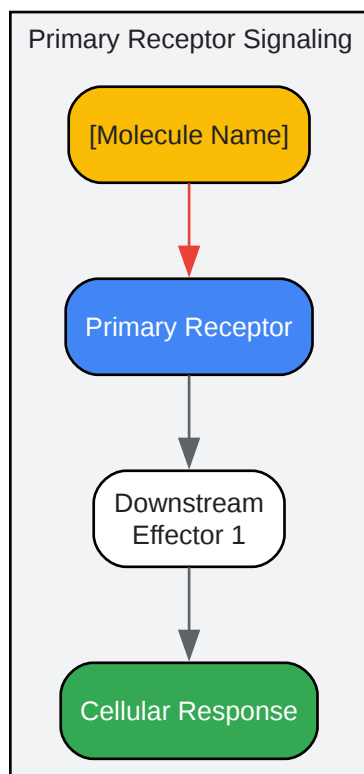 Primary Receptor Signaling
[Molecule Name]
Primary Receptor
Downstream
Effector 1
Cellular Response